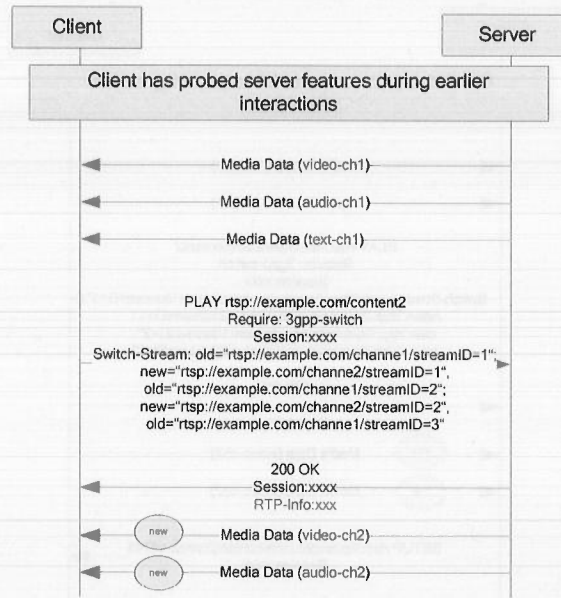 Client
Server
Client has probed server features during earlier
interactions
Media Data (video-ch1)
Media Data (audio-ch1)
Media Data (text-ch1)
PLAY rtsp://example.com/content2
Require: 3gpp-switch
Session:xxxx
Switch-Stream: old="rtsp://example.com/channe1/streamID=1";
new="rtsp://example.com/channe2/streamID=1",
old="rtsp://example.com/channe1/streamID=2";
new="rtsp://example.com/channe2/streamID=2",
old="rtsp://example.com/channe1/streamID=3"
200 OK
Session:xxxx
RTP-Info:xxx
new
Media Data (video-ch2)
new
Media Data (audio-ch2)